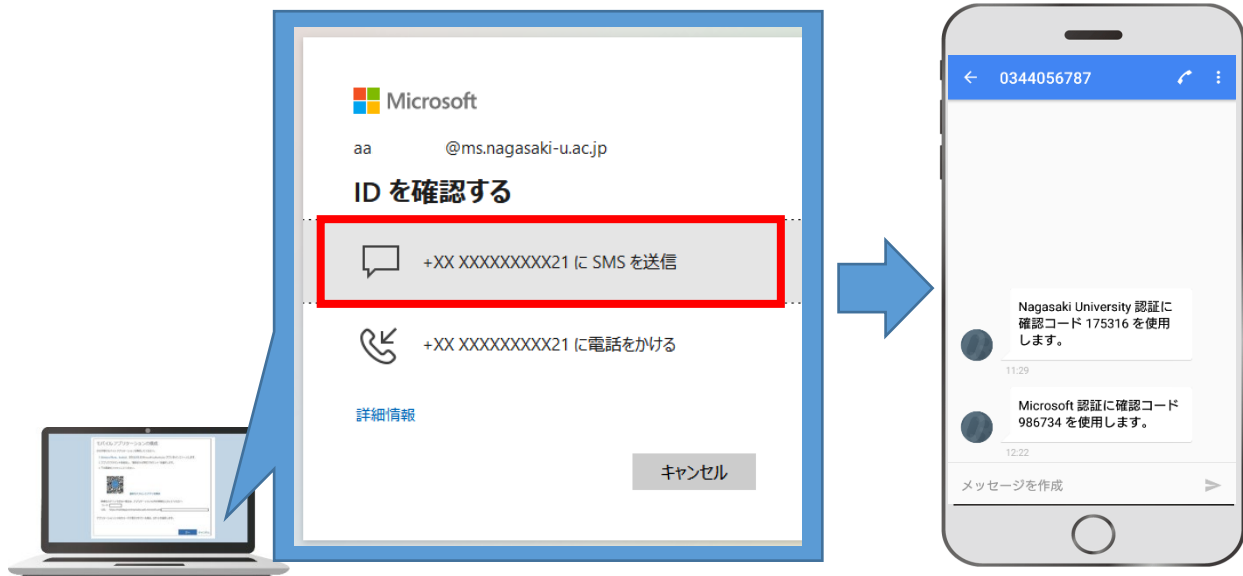 Microsoft
aa @ms.nagasaki-u.ac.jp
ID を確認する
+XX XXXXXXXXX21 に SMS を送信
+XX XXXXXXXXX21 に電話をかける
詳細情報
キャンセル
0344056787
Nagasaki University 認証に
確認コード 175316 を使用
します。
11:29
Microsoft 認証に確認コード
986734 を使用します。
12:22
メッセージを作成